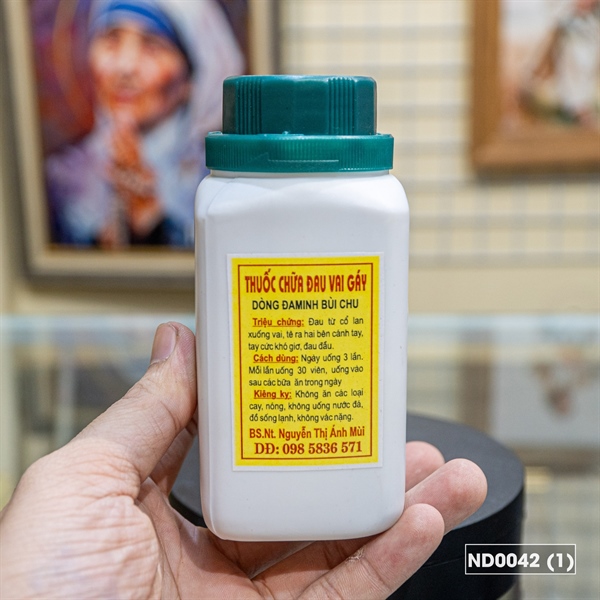 THUỐC CHỮA ĐAU VAI GÁY
DÒNG ĐAMINH BÙI CHU
Triệu chứng: Đau từ cổ lan
xuống vai, tê ra hai bên cánh tay,
tay cức khó giơ, đau đầu.
Cách dùng: Ngày uống 3 lần.
Mỗi lần uống 30 viên, uống vào
sau các bữa ăn trong ngày
Kiêng kỵ: Không ăn các loại
cay, nóng, không uống nước đá,
đồ sống lạnh, không vác nặng.
BS.Nt. Nguyễn Thị Ánh Mùi
DĐ: 098 5836 571
ND0042 (1)